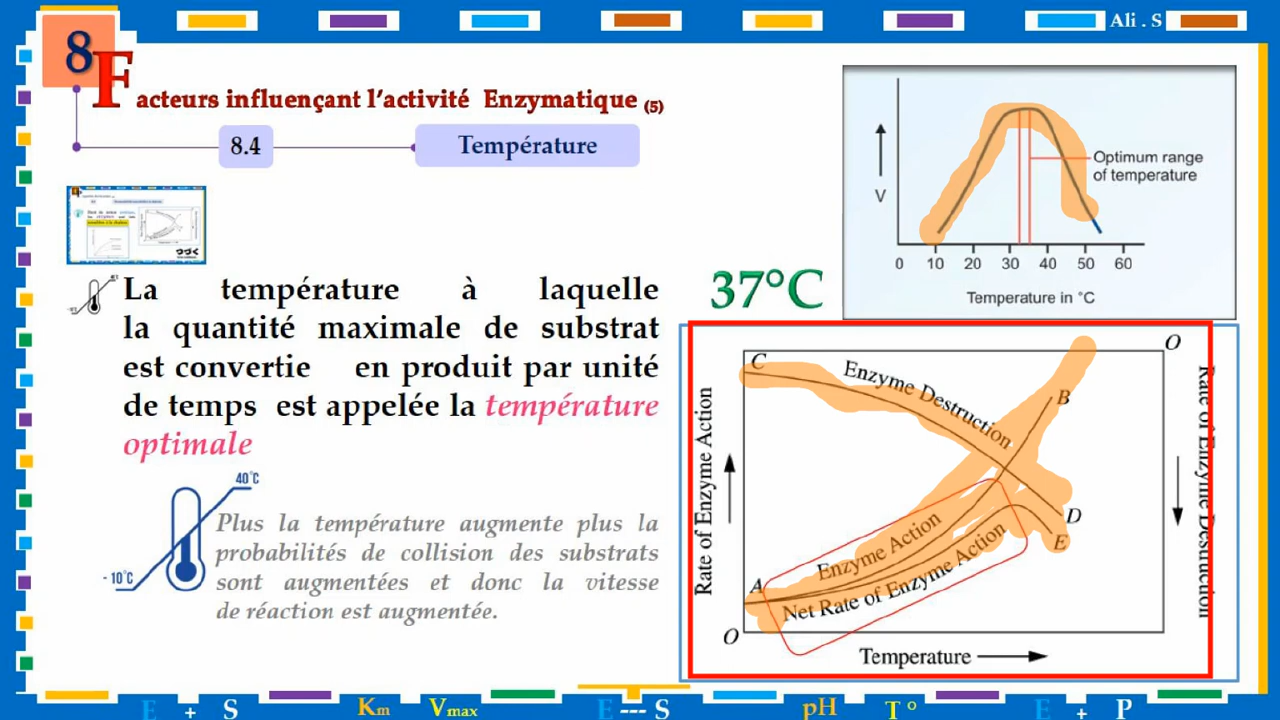 Ali . S
8
Facteurs influençant l’activité Enzymatique (5)
8.4
Température
V
Optimum range
of temperature
0 10 20 30 40 50 60
Temperature in °C
37°C
La température à laquelle
la quantité maximale de substrat
est convertie en produit par unité
de temps est appelée la température
optimale
40°C
- 10°C
Plus la température augmente plus la
probabilités de collision des substrats
sont augmentées et donc la vitesse
de réaction est augmentée.
O
C
Enzyme Destruction
B
Rate of Enzyme Action
Rate of Enzyme Destruction
D
E
Enzyme Action
A
Net Rate of Enzyme Action
O
Temperature
E + S Km Vmax E --- S pH T° E + P